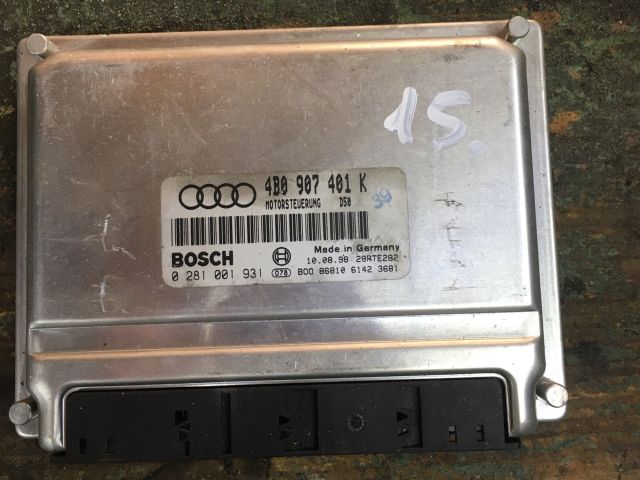 15.
4B0 907 401 K
MOTORSTEUERUNG D50
39
BOSCH
Made in Germany
10.08.98 28RTE282
0 281 001 931 078 B00 86810 6142 3681